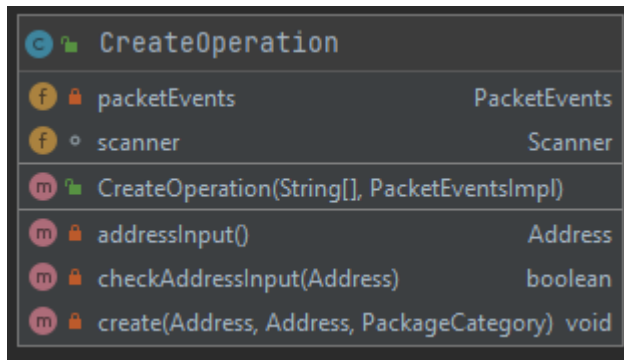 C CreateOperation
f packetEvents PacketEvents
f scanner Scanner
m CreateOperation(String[], PacketEventsImpl)
m addressInput() Address
m checkAddressInput(Address) boolean
m create(Address, Address, PackageCategory) void